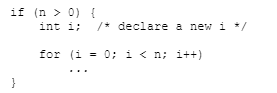 if (n > 0) {
    int i;  /* declare a new i */

    for (i = 0; i < n; i++)
        ...
}